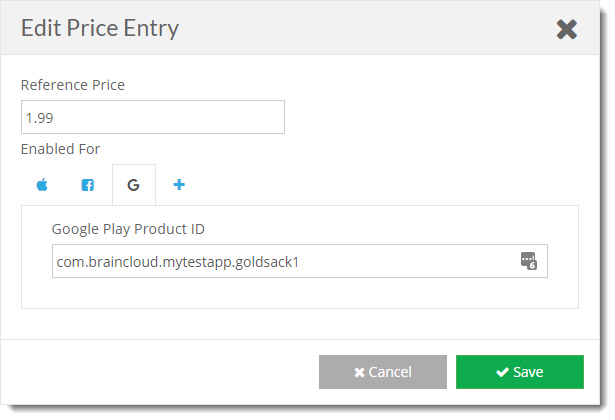 Edit Price Entry
Reference Price
1.99
Enabled For
G
Google Play Product ID
com.braincloud.mytestapp.goldsack1
6
Cancel
Save